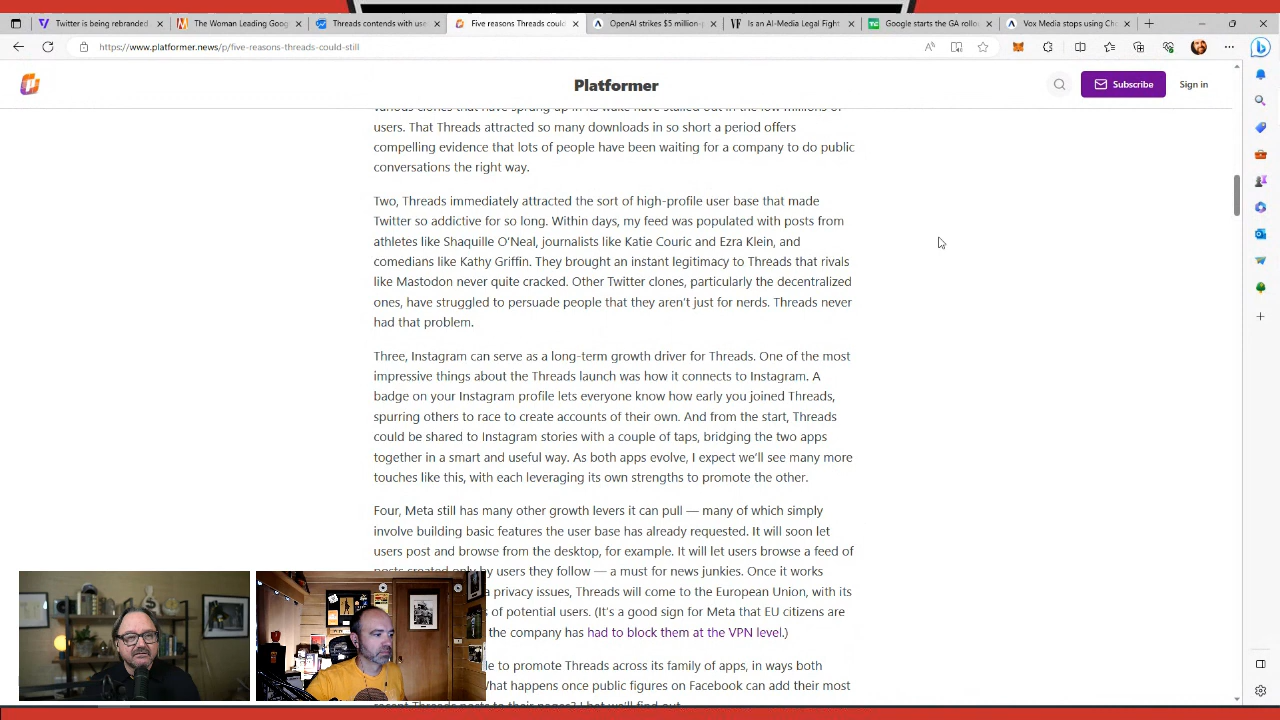 Twitter is being rebranded
The Woman Leading Goog
Threads contends with use
Five reasons Threads could
OpenAI strikes $5 million-p
Is an AI-Media Legal Fight
Google starts the GA rollo
Vox Media stops using Cho
https://www.platformer.news/p/five-reasons-threads-could-still
Platformer
Subscribe
Sign in
various clones that have sprung up in its wake have stalled out in the low millions of
users. That Threads attracted so many downloads in so short a period offers
compelling evidence that lots of people have been waiting for a company to do public
conversations the right way.
Two, Threads immediately attracted the sort of high-profile user base that made
Twitter so addictive for so long. Within days, my feed was populated with posts from
athletes like Shaquille O'Neal, journalists like Katie Couric and Ezra Klein, and
comedians like Kathy Griffin. They brought an instant legitimacy to Threads that rivals
like Mastodon never quite cracked. Other Twitter clones, particularly the decentralized
ones, have struggled to persuade people that they aren't just for nerds. Threads never
had that problem.
Three, Instagram can serve as a long-term growth driver for Threads. One of the most
impressive things about the Threads launch was how it connects to Instagram. A
badge on your Instagram profile lets everyone know how early you joined Threads,
spurring others to race to create accounts of their own. And from the start, Threads
could be shared to Instagram stories with a couple of taps, bridging the two apps
together in a smart and useful way. As both apps evolve, I expect we'll see many more
touches like this, with each leveraging its own strengths to promote the other.
Four, Meta still has many other growth levers it can pull — many of which simply
involve building basic features the user base has already requested. It will soon let
users post and browse from the desktop, for example. It will let users browse a feed of
posts created only by users they follow — a must for news junkies. Once it works
a privacy issues, Threads will come to the European Union, with its
s of potential users. (It's a good sign for Meta that EU citizens are
the company has had to block them at the VPN level.)
le to promote Threads across its family of apps, in ways both
What happens once public figures on Facebook can add their most
recent Threads posts to their pages? I bet we'll find out.